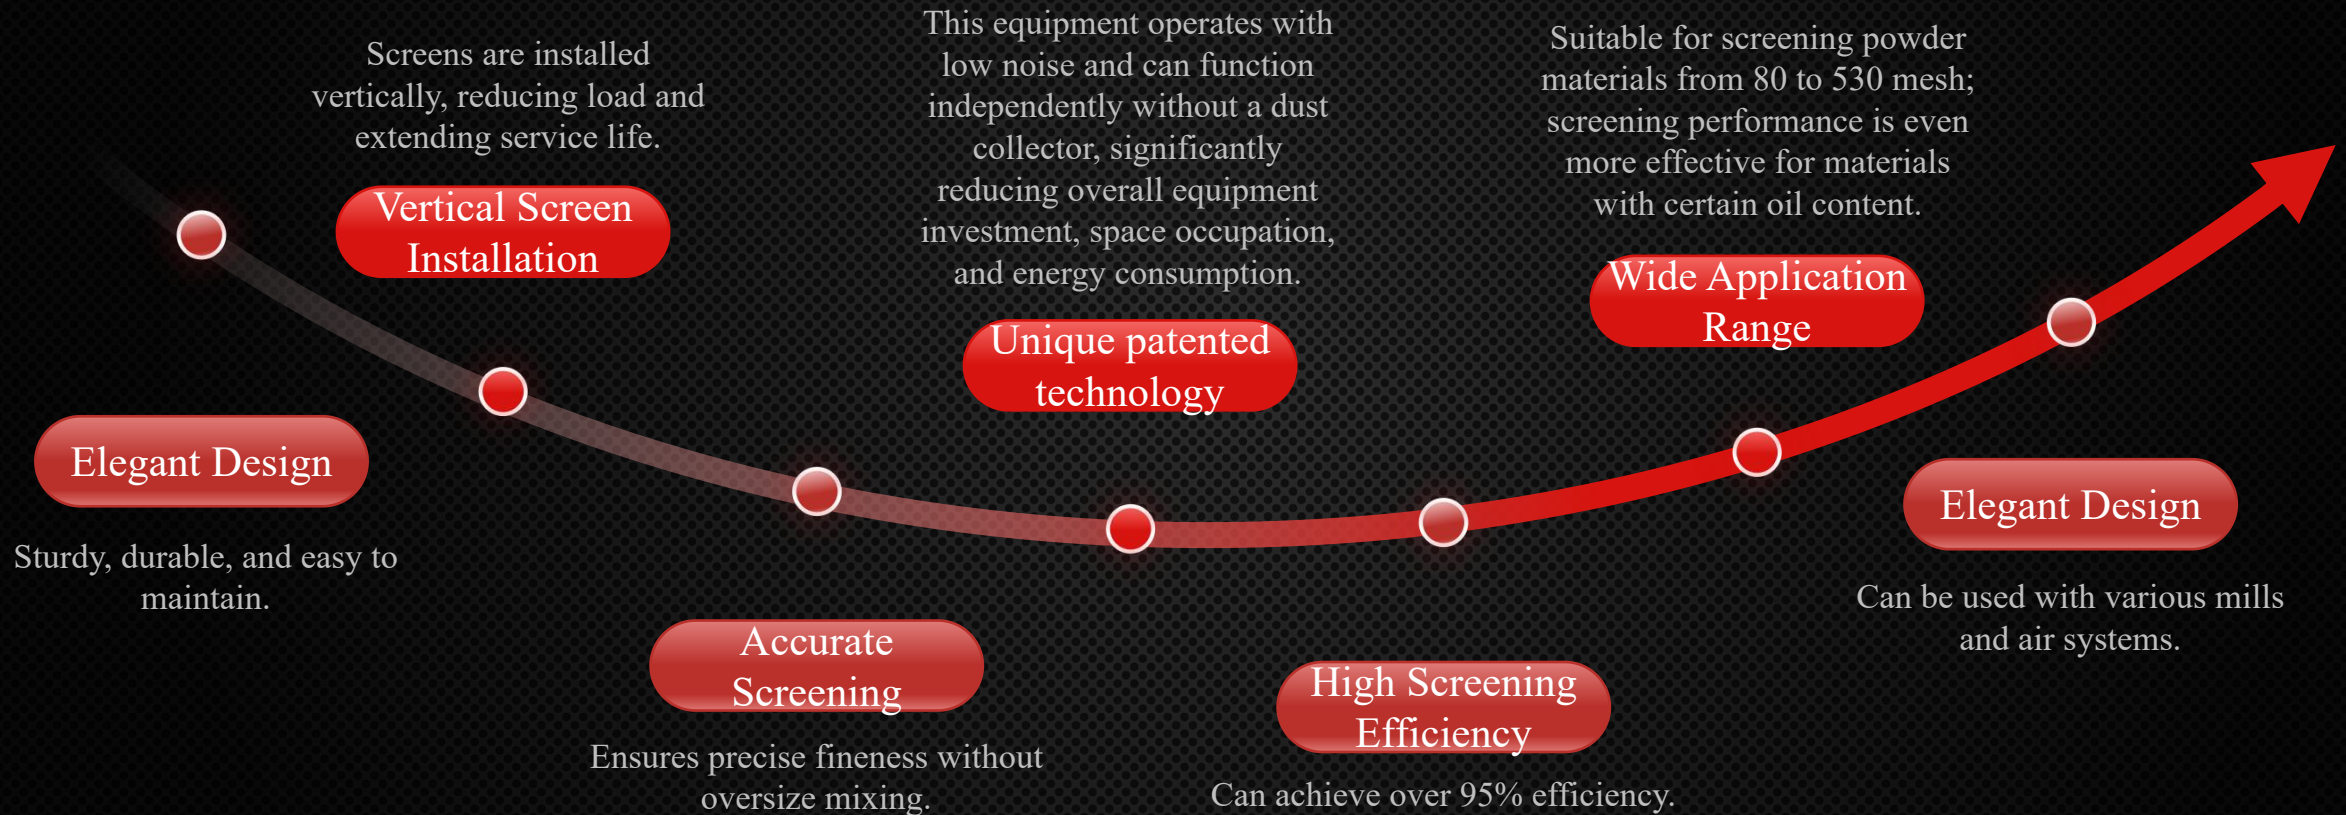 Elegant Design
Sturdy, durable, and easy to
maintain.
Screens are installed
vertically, reducing load and
extending service life.
Vertical Screen
Installation
Accurate
Screening
Ensures precise fineness without
oversize mixing.
This equipment operates with
low noise and can function
independently without a dust
collector, significantly
reducing overall equipment
investment, space occupation,
and energy consumption.
Unique patented
technology
High Screening
Efficiency
Can achieve over 95% efficiency.
Suitable for screening powder
materials from 80 to 530 mesh;
screening performance is even
more effective for materials
with certain oil content.
Wide Application
Range
Elegant Design
Can be used with various mills
and air systems.